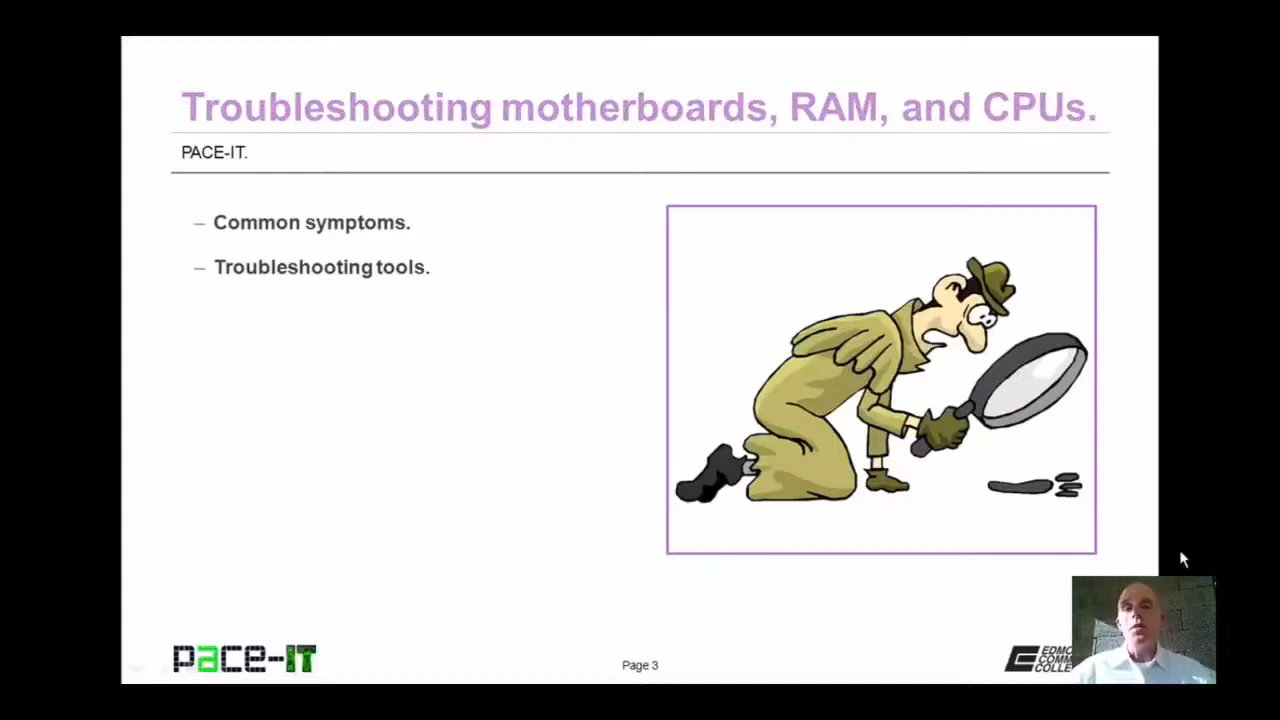 Troubleshooting motherboards, RAM, and CPUs.
PACE-IT.
– Common symptoms.
– Troubleshooting tools.
pace-IT
Page 3